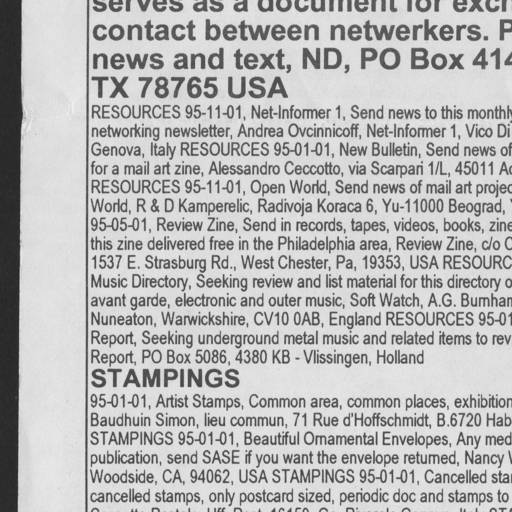 serves as a document for exch
contact between netwerkers. P
news and text, ND, PO Box 414
TX 78765 USA
RESOURCES 95-11-01, Net-Informer 1, Send news to this monthly
networking newsletter, Andrea Ovcinnicoff, Net-Informer 1, Vico Di
Genova, Italy RESOURCES 95-01-01, New Bulletin, Send news of
for a mail art zine, Alessandro Ceccotto, via Scarpari 1/L, 45011 Ad
RESOURCES 95-11-01, Open World, Send news of mail art projec
World, R & D Kamperelic, Radivoja Koraca 6, Yu-11000 Beograd, Y
95-05-01, Review Zine, Send in records, tapes, videos, books, zine
this zine delivered free in the Philadelphia area, Review Zine, c/o C
1537 E. Strasburg Rd., West Chester, Pa, 19353, USA RESOURC
Music Directory, Seeking review and list material for this directory o
avant garde, electronic and outer music, Soft Watch, A.G. Burnham
Nuneaton, Warwickshire, CV10 0AB, England RESOURCES 95-01
Report, Seeking underground metal music and related items to rev
Report, PO Box 5086, 4380 KB - Vlissingen, Holland
STAMPINGS
95-01-01, Artist Stamps, Common area, common places, exhibition
Baudhuin Simon, lieu commun, 71 Rue d'Hoffschmidt, B.6720 Hab
STAMPINGS 95-01-01, Beautiful Ornamental Envelopes, Any med
publication, send SASE if you want the envelope returned, Nancy W
Woodside, CA, 94062, USA STAMPINGS 95-01-01, Cancelled sta
cancelled stamps, only postcard sized, periodic doc and stamps to